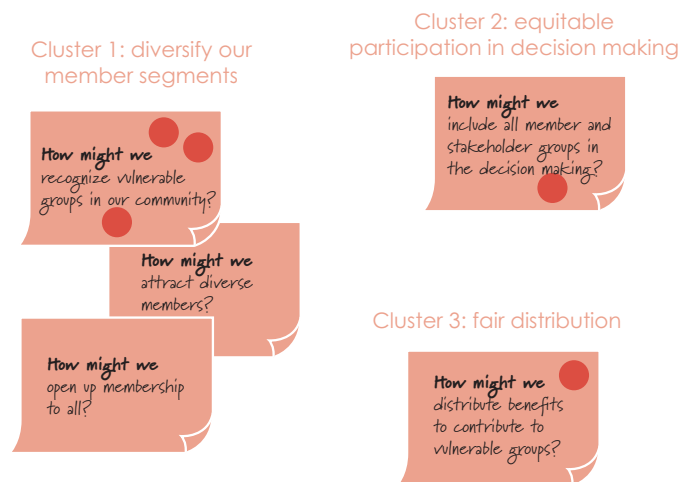 Cluster 1: diversify our
member segments
How might we
recognize vulnerable
groups in our community?
How might we
attract diverse
members?
How might we
open up membership
to all?
Cluster 2: equitable
participation in decision making
How might we
include all member and
stakeholder groups in
the decision making?
Cluster 3: fair distribution
How might we
distribute benefits
to contribute to
vulnerable groups?